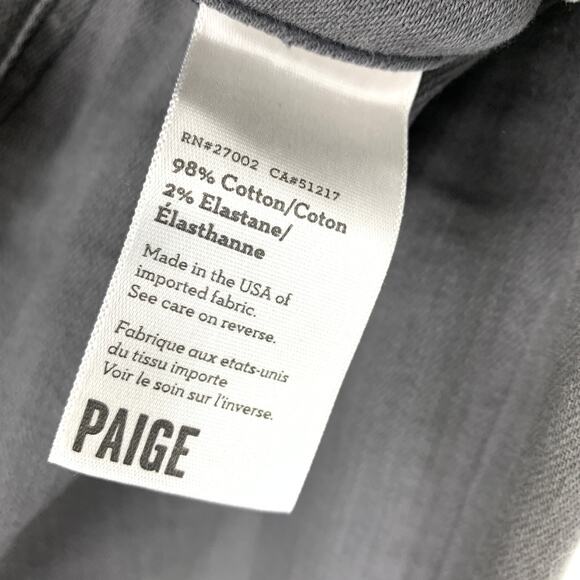 RN#27002 CA#51217
98% Cotton/Coton
2% Elastane/
Élasthanne
Made in the USA of
imported fabric.
See care on reverse.
Fabrique aux etats-unis
du tissu importe
Voir le soin sur l'inverse.
PAIGE